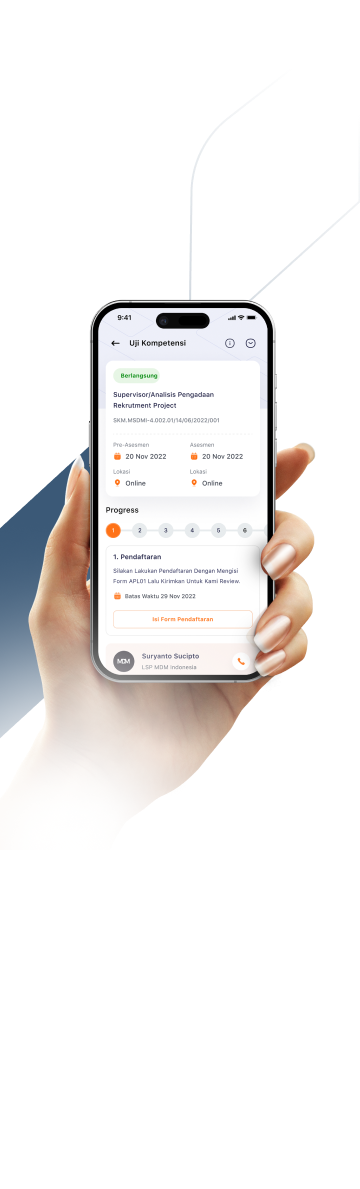 9:41
Uji Kompetensi
Berlangsung
Supervisor/Analisis Pengadaan
Rekrutment Project
SKM.MSDMI-4.002.01/14/06/2022/001
Pre-Asesmen
Asesmen
20 Nov 2022
20 Nov 2022
Lokasi
Lokasi
Online
Online
Progress
1 2 3 4 5 6
1. Pendaftaran
Silakan Lakukan Pendaftaran Dengan Mengisi
Form APL01 Lalu Kirimkan Untuk Kami Review.
Batas Waktu 29 Nov 2022
Isi Form Pendaftaran
MDM
Suryanto Sucipto
LSP MDM Indonesia